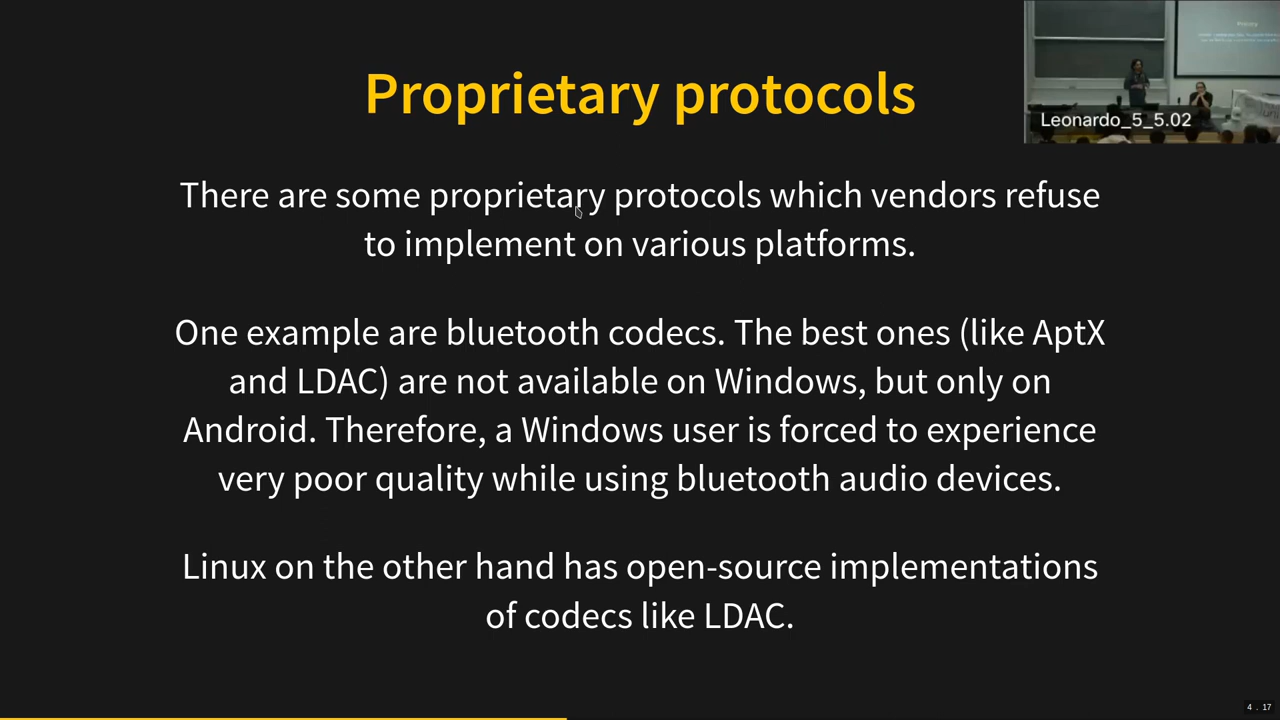 Proprietary protocols
Leonardo_5_5.02
There are some proprietary protocols which vendors refuse
to implement on various platforms.
One example are bluetooth codecs. The best ones (like AptX
and LDAC) are not available on Windows, but only on
Android. Therefore, a Windows user is forced to experience
very poor quality while using bluetooth audio devices.
Linux on the other hand has open-source implementations
of codecs like LDAC.
4 . 17